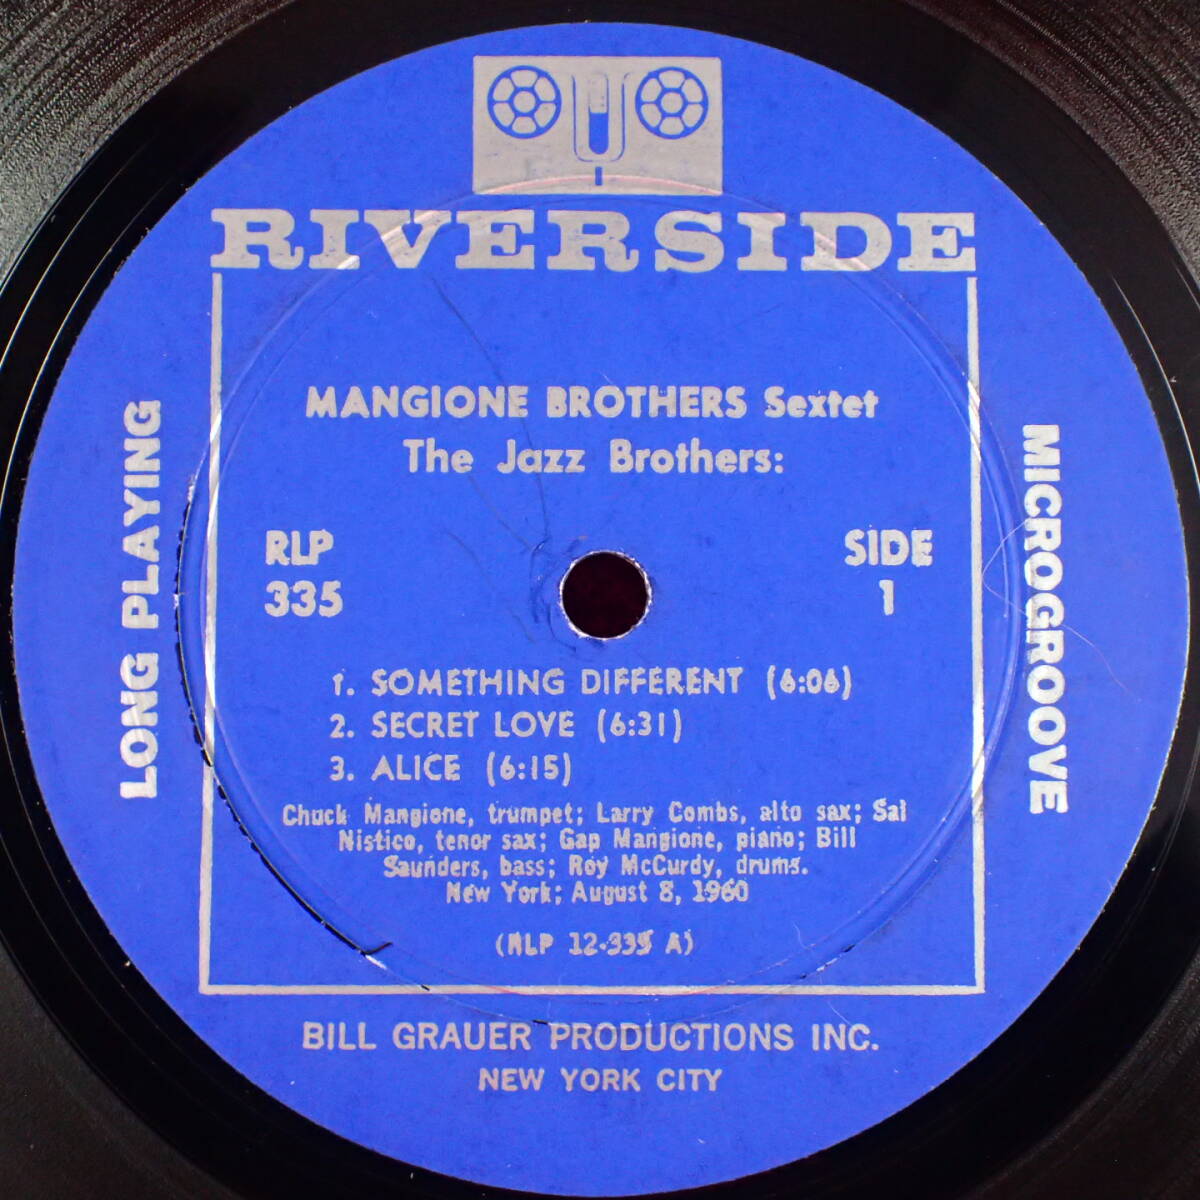 RIVERSIDE
MANGIONE BROTHERS Sextet
The Jazz Brothers:
RLP
335
SIDE
1
LONG PLAYING
MICROGROOVE
1. SOMETHING DIFFERENT (6:06)
2. SECRET LOVE (6:31)
3. ALICE (6:15)
Chuck Mangione, trumpet; Larry Combs, alto sax; Sal
Nistico, tenor sax; Gap Mangione, piano; Bill
Saunders, bass; Roy McCurdy, drums.
New York; August 8, 1960
(RLP 12-335 A)
BILL GRAUER PRODUCTIONS INC.
NEW YORK CITY